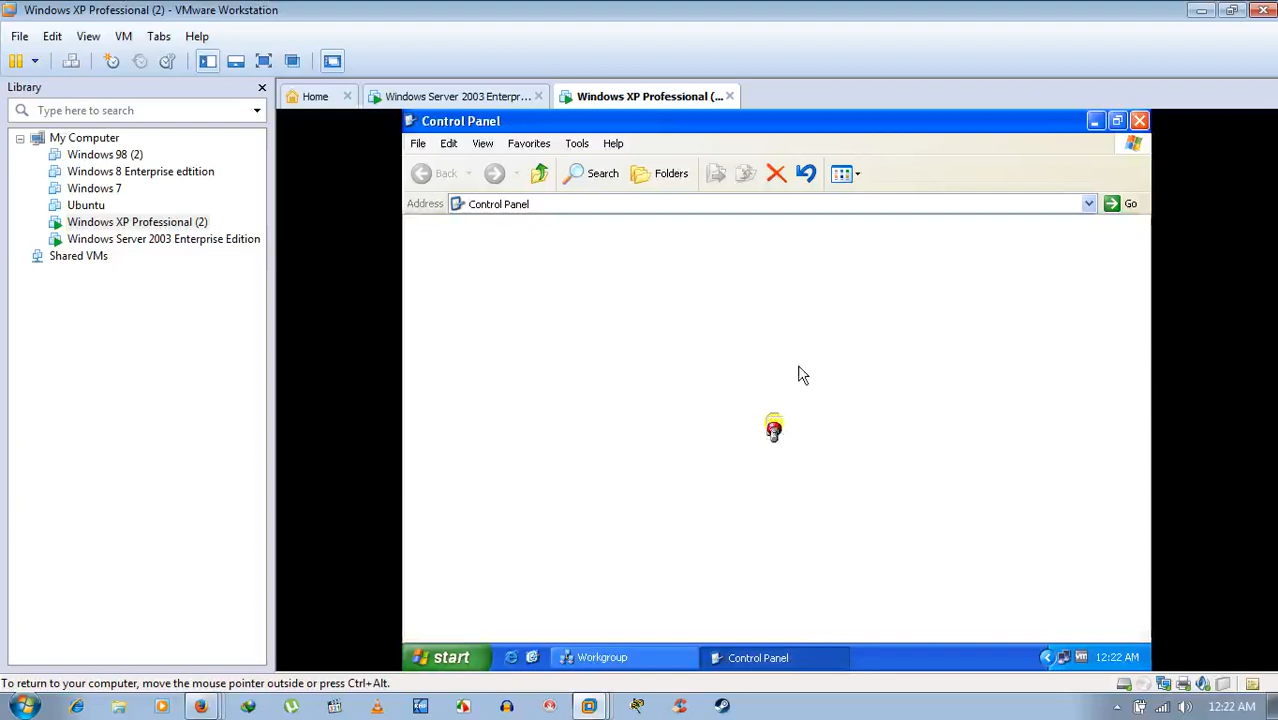 Windows XP Professional (2) - VMware Workstation
File Edit View VM Tabs Help
Library
Type here to search
My Computer
Windows 98 (2)
Windows 8 Enterprise edtition
Windows 7
Ubuntu
Windows XP Professional (2)
Windows Server 2003 Enterprise Edition
Shared VMs
Home
Windows Server 2003 Enterpr...
Windows XP Professional (...
Control Panel
File Edit View Favorites Tools Help
Back Search Folders
Address Control Panel Go
start Workgroup Control Panel 12:22 AM
To return to your computer, move the mouse pointer outside or press Ctrl+Alt.
12:22 AM